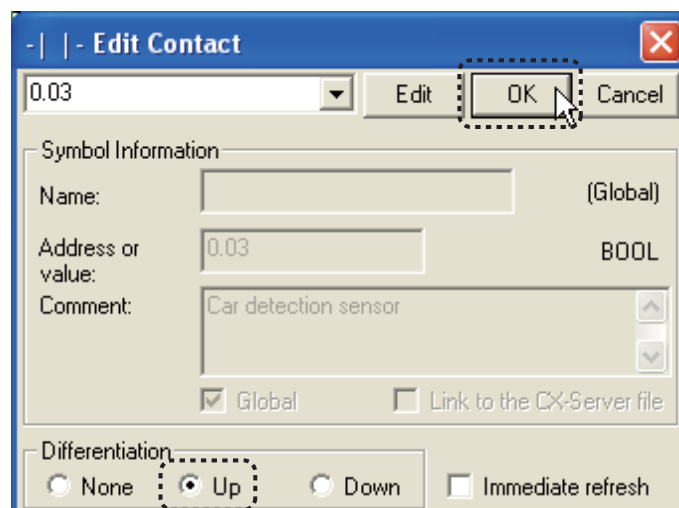 -| |- Edit Contact
0.03 Edit OK Cancel
Symbol Information
Name: (Global)
Address or value: 0.03 BOOL
Comment: Car detection sensor
Global Link to the CX-Server file
Differentiation
None Up Down Immediate refresh